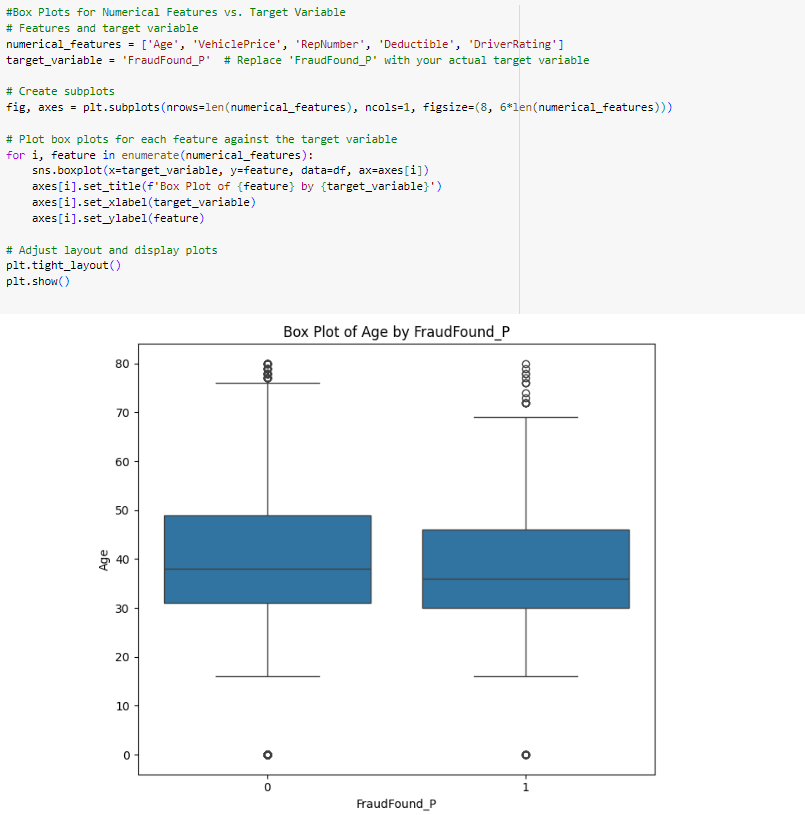 #Box Plots for Numerical Features vs. Target Variable
# Features and target variable
numerical_features = ['Age', 'VehiclePrice', 'RepNumber', 'Deductible', 'DriverRating']
target_variable = 'FraudFound_P'  # Replace 'FraudFound_P' with your actual target variable

# Create subplots
fig, axes = plt.subplots(nrows=len(numerical_features), ncols=1, figsize=(8, 6*len(numerical_features)))

# Plot box plots for each feature against the target variable
for i, feature in enumerate(numerical_features):
    sns.boxplot(x=target_variable, y=feature, data=df, ax=axes[i])
    axes[i].set_title(f'Box Plot of {feature} by {target_variable}')
    axes[i].set_xlabel(target_variable)
    axes[i].set_ylabel(feature)

# Adjust layout and display plots
plt.tight_layout()
plt.show()

Box Plot of Age by FraudFound_P
80
70
60
50
40
30
20
10
0
Age
0 1
FraudFound_P